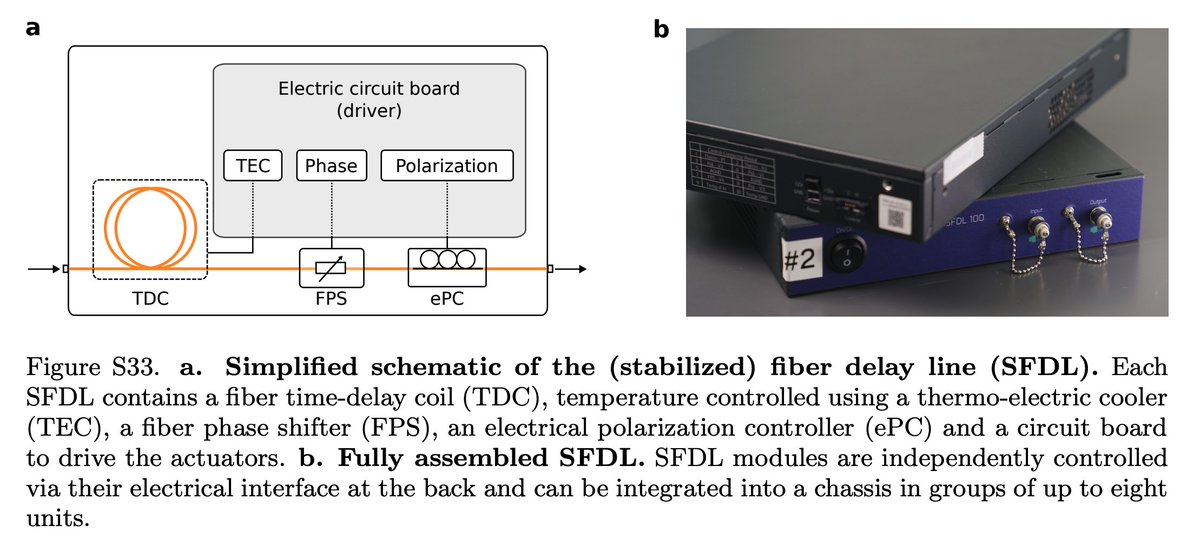 a
b
Electric circuit board
(driver)
TEC
Phase
Polarization
TDC
FPS
ePC
SFDL 100
Input
Output
#2
Figure S33. a. Simplified schematic of the (stabilized) fiber delay line (SFDL). Each
SFDL contains a fiber time-delay coil (TDC), temperature controlled using a thermo-electric cooler
(TEC), a fiber phase shifter (FPS), an electrical polarization controller (ePC) and a circuit board
to drive the actuators. b. Fully assembled SFDL. SFDL modules are independently controlled
via their electrical interface at the back and can be integrated into a chassis in groups of up to eight
units.